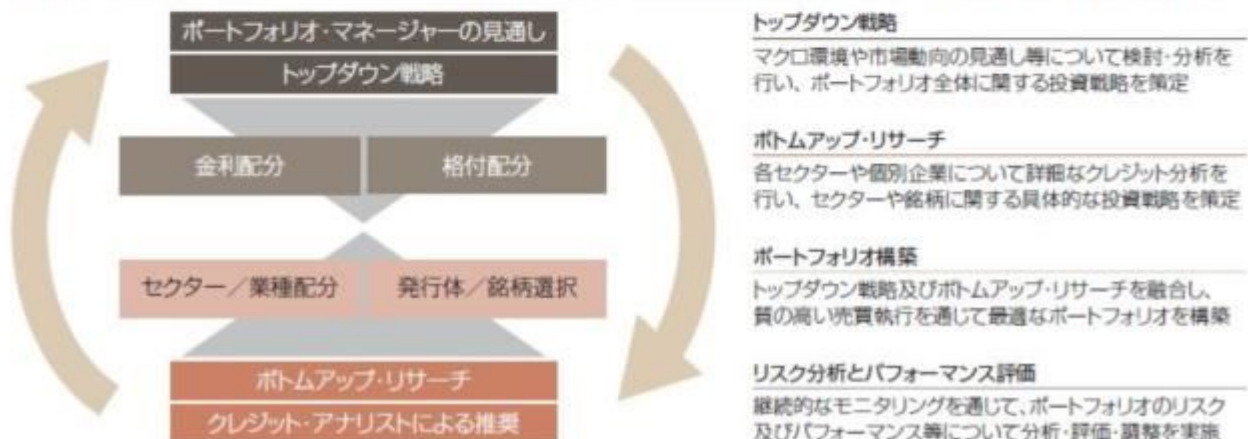 ポートフォリオ・マネージャーの見通し
トップダウン戦略
金利配分
格付配分
セクター／業種配分
発行体／銘柄選択
ボトムアップ・リサーチ
クレジット・アナリストによる推奨
トップダウン戦略
マクロ環境や市場動向の見通し等について検討・分析を
行い、ポートフォリオ全体に関する投資戦略を策定
ボトムアップ・リサーチ
各セクターや個別企業について詳細なクレジット分析を
行い、セクターや銘柄に関する具体的な投資戦略を策定
ポートフォリオ構築
トップダウン戦略及びボトムアップ・リサーチを融合し、
質の高い売買執行を通じて最適なポートフォリオを構築
リスク分析とパフォーマンス評価
継続的なモニタリングを通じて、ポートフォリオのリスク
及びパフォーマンス等について分析・評価・調整を実施